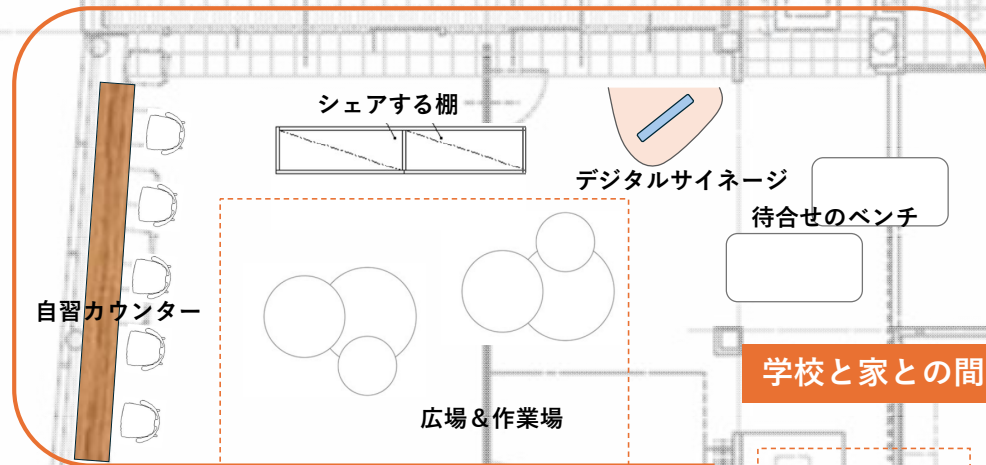 シェアする棚
デジタルサイネージ
待合せのベンチ
自習カウンター
学校と家との間
広場＆作業場